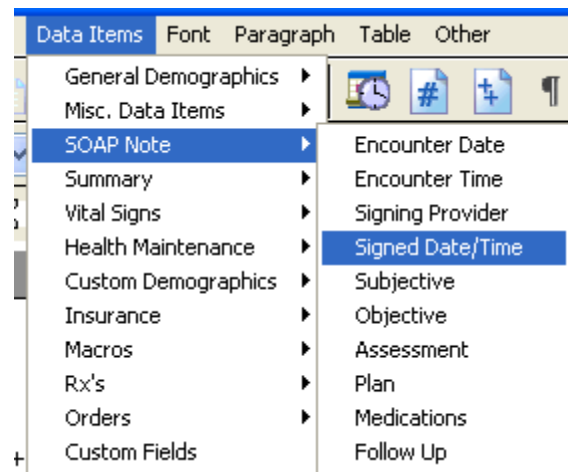 Data Items Font Paragraph Table Other
General Demographics
Misc. Data Items
SOAP Note
Summary
Vital Signs
Health Maintenance
Custom Demographics
Insurance
Macros
Rx's
Orders
Custom Fields
#
¶
Encounter Date
Encounter Time
Signing Provider
Signed Date/Time
Subjective
Objective
Assessment
Plan
Medications
Follow Up